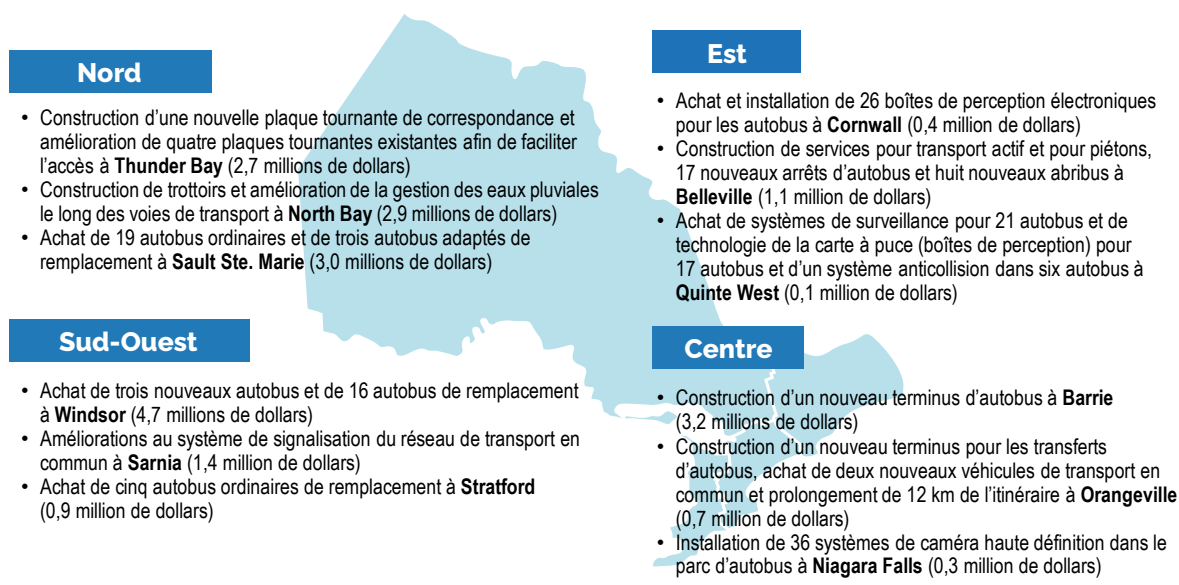 Nord
• Construction d’une nouvelle plaque tournante de correspondance et
amélioration de quatre plaques tournantes existantes afin de faciliter
l’accès à Thunder Bay (2,7 millions de dollars)
• Construction de trottoirs et amélioration de la gestion des eaux pluviales
le long des voies de transport à North Bay (2,9 millions de dollars)
• Achat de 19 autobus ordinaires et de trois autobus adaptés de
remplacement à Sault Ste. Marie (3,0 millions de dollars)
Sud-Ouest
• Achat de trois nouveaux autobus et de 16 autobus de remplacement
à Windsor (4,7 millions de dollars)
• Améliorations au système de signalisation du réseau de transport en
commun à Sarnia (1,4 million de dollars)
• Achat de cinq autobus ordinaires de remplacement à Stratford
(0,9 million de dollars)
Est
• Achat et installation de 26 boîtes de perception électroniques
pour les autobus à Cornwall (0,4 million de dollars)
• Construction de services pour transport actif et pour piétons,
17 nouveaux arrêts d’autobus et huit nouveaux abribus à
Belleville (1,1 million de dollars)
• Achat de systèmes de surveillance pour 21 autobus et de
technologie de la carte à puce (boîtes de perception) pour
17 autobus et d’un système anticollision dans six autobus à
Quinte West (0,1 million de dollars)
Centre
• Construction d’un nouveau terminus d’autobus à Barrie
(3,2 millions de dollars)
• Construction d’un nouveau terminus pour les transferts
d’autobus, achat de deux nouveaux véhicules de transport en
commun et prolongement de 12 km de l’itinéraire à Orangeville
(0,7 million de dollars)
• Installation de 36 systèmes de caméra haute définition dans le
parc d’autobus à Niagara Falls (0,3 million de dollars)